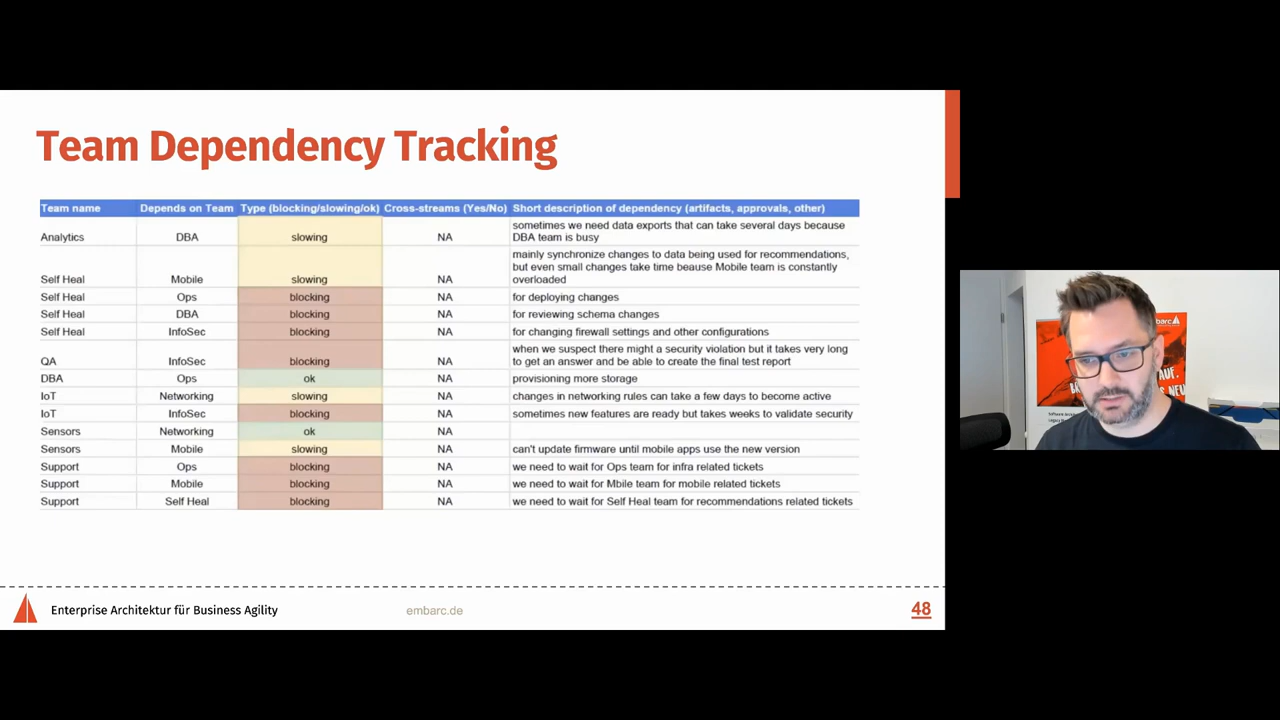 Team Dependency Tracking
Team name Depends on Team Type (blocking/slowing/ok) Cross-streams (Yes/No) Short description of dependency (artifacts, approvals, other)
sometimes we need data exports that can take several days because
Analytics DBA slowing NA DBA team is busy
mainly synchronize changes to data being used for recommendations,
but even small changes take time beause Mobile team is constantly
Self Heal Mobile slowing NA overloaded
Self Heal Ops blocking NA for deploying changes
Self Heal DBA blocking NA for reviewing schema changes
Self Heal InfoSec blocking NA for changing firewall settings and other configurations
when we suspect there might a security violation but it takes very long
QA InfoSec blocking NA to get an answer and be able to create the final test report
DBA Ops ok NA provisioning more storage
IoT Networking slowing NA changes in networking rules can take a few days to become active
IoT InfoSec blocking NA sometimes new features are ready but takes weeks to validate security
Sensors Networking ok NA
Sensors Mobile slowing NA can't update firmware until mobile apps use the new version
Support Ops blocking NA we need to wait for Ops team for infra related tickets
Support Mobile blocking NA we need to wait for Mbile team for mobile related tickets
Support Self Heal blocking NA we need to wait for Self Heal team for recommendations related tickets
Enterprise Architektur für Business Agility embarc.de 48